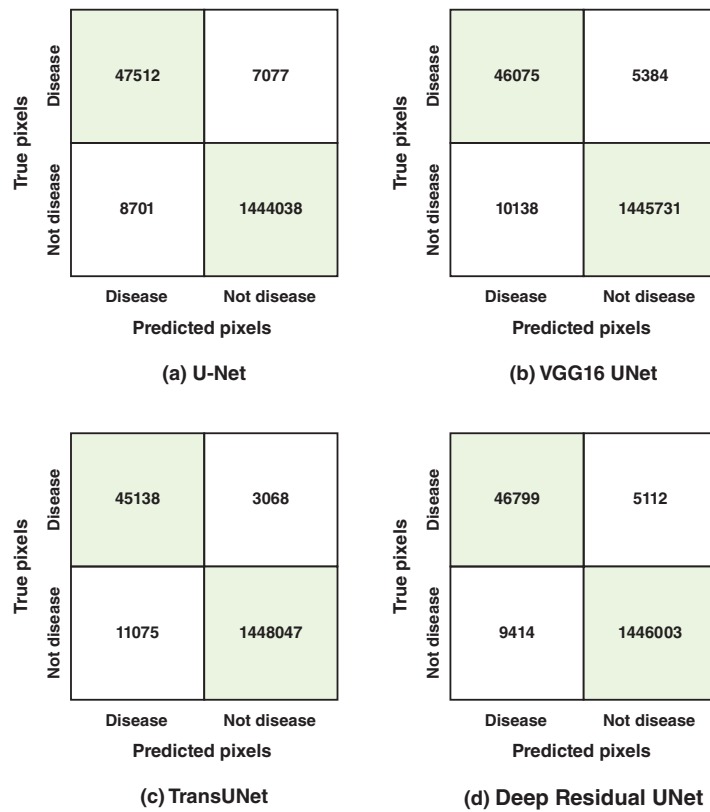 Disease
47512
7077
True pixels
Not disease
8701
1444038
Disease
Not disease
Predicted pixels
(a) U-Net
Disease
46075
5384
True pixels
Not disease
10138
1445731
Disease
Not disease
Predicted pixels
(b) VGG16 UNet
Disease
45138
3068
True pixels
Not disease
11075
1448047
Disease
Not disease
Predicted pixels
(c) TransUNet
Disease
46799
5112
True pixels
Not disease
9414
1446003
Disease
Not disease
Predicted pixels
(d) Deep Residual UNet